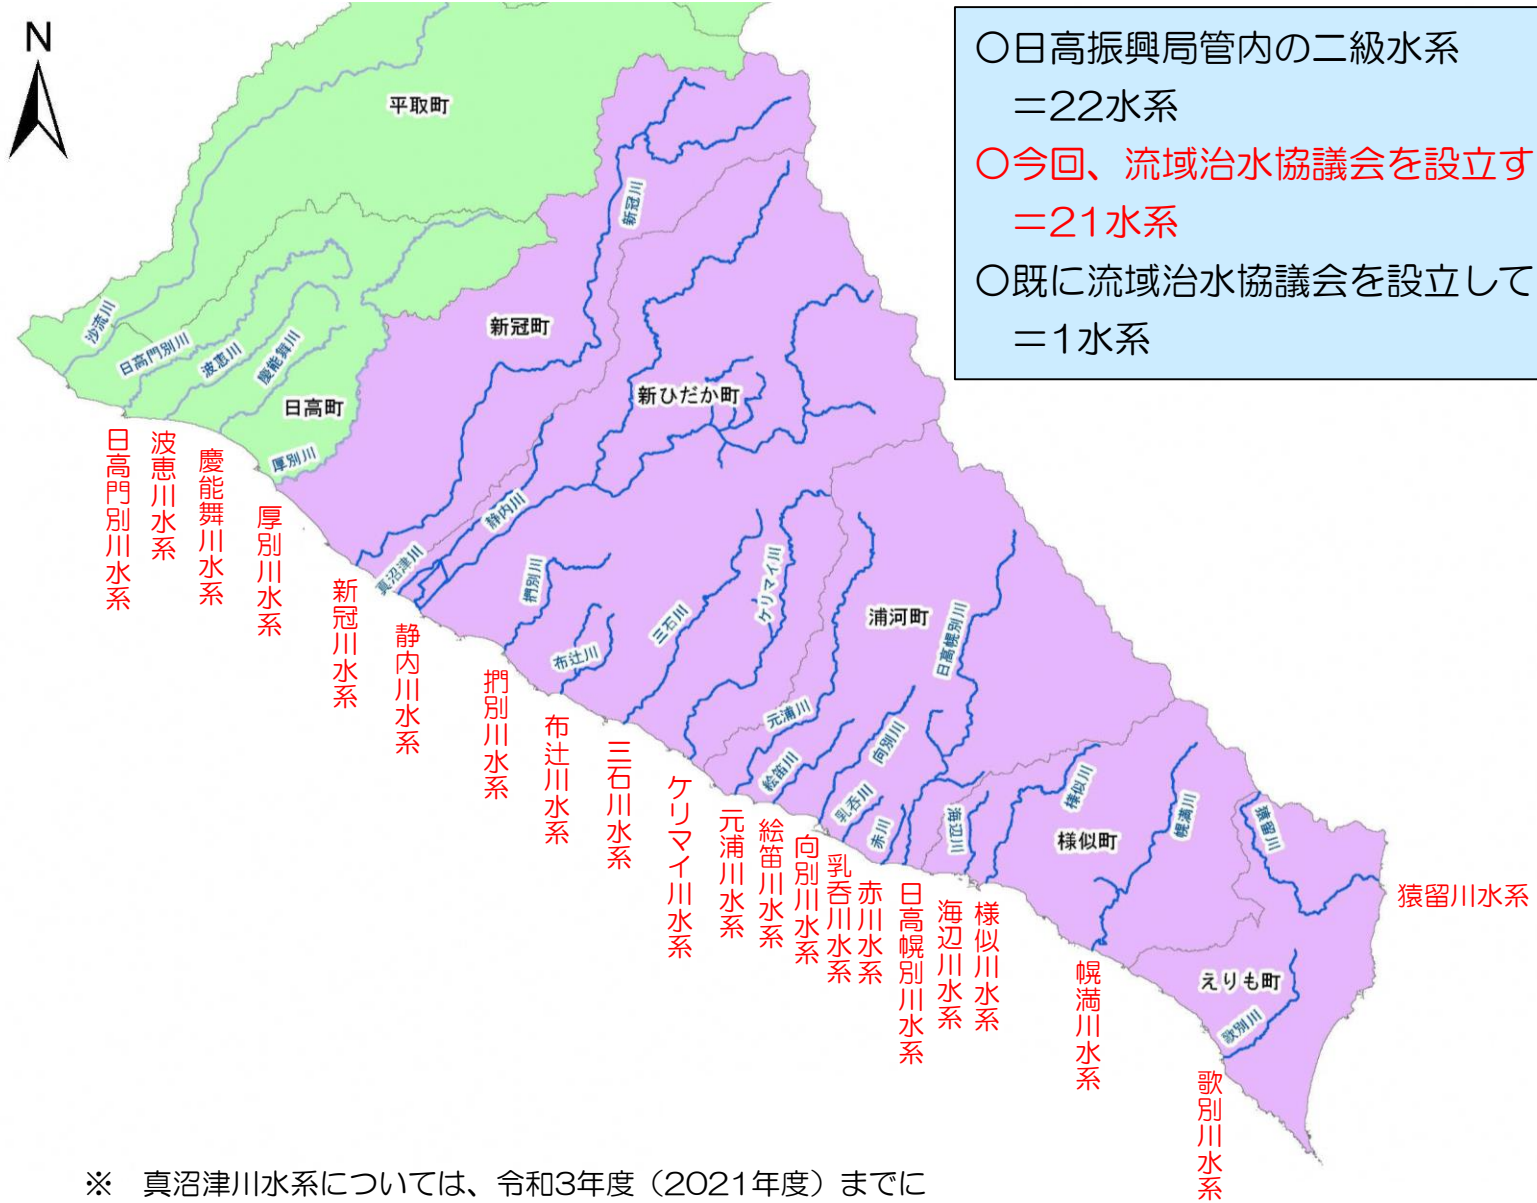 N
○日高振興局管内の二級水系
＝22水系
○今回、流域治水協議会を設立す
＝21水系
○既に流域治水協議会を設立して
＝1水系
平取町
新冠川
沙流川
日高門別川
波恵川
慶能舞川
新冠町
日高町
新ひだか町
厚別川
静内川
真沼津川
捫別川
布辻川
三石川
ケリマイ川
浦河町
日高幌別川
元浦川
向別川
絵笛川
乳呑川
赤川
海辺川
様似川
様似町
幌満川
猿留川
えりも町
歌別川
日高門別川水系
波恵川水系
慶能舞川水系
厚別川水系
新冠川水系
静内川水系
捫別川水系
布辻川水系
三石川水系
ケリマイ川水系
元浦川水系
絵笛川水系
向別川水系
乳呑川水系
赤川水系
日高幌別川水系
海辺川水系
様似川水系
幌満川水系
歌別川水系
猿留川水系
※　真沼津川水系については、令和3年度（2021年度）までに